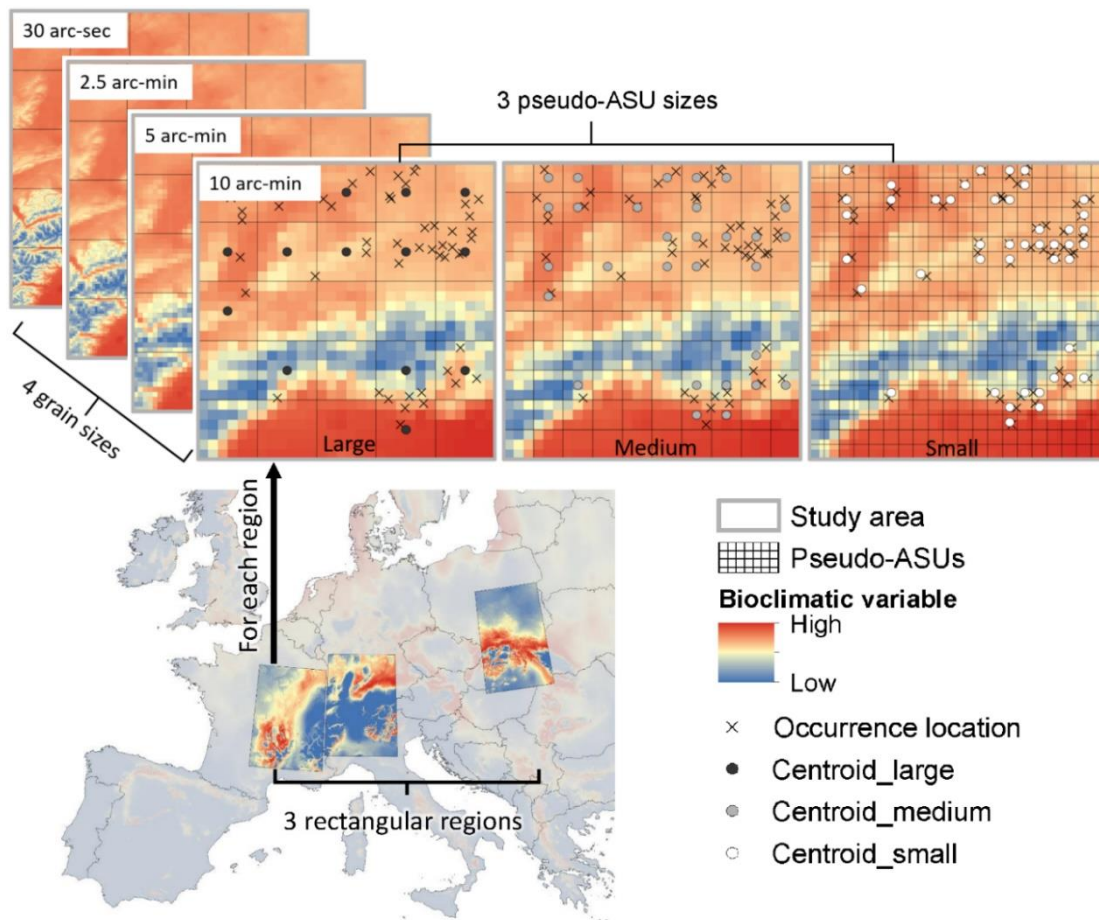 30 arc-sec
2.5 arc-min
5 arc-min
10 arc-min
3 pseudo-ASU sizes
4 grain sizes
Large
Medium
Small
For each region
3 rectangular regions
Study area
Pseudo-ASUs
Bioclimatic variable
High
Low
Occurrence location
Centroid_large
Centroid_medium
Centroid_small